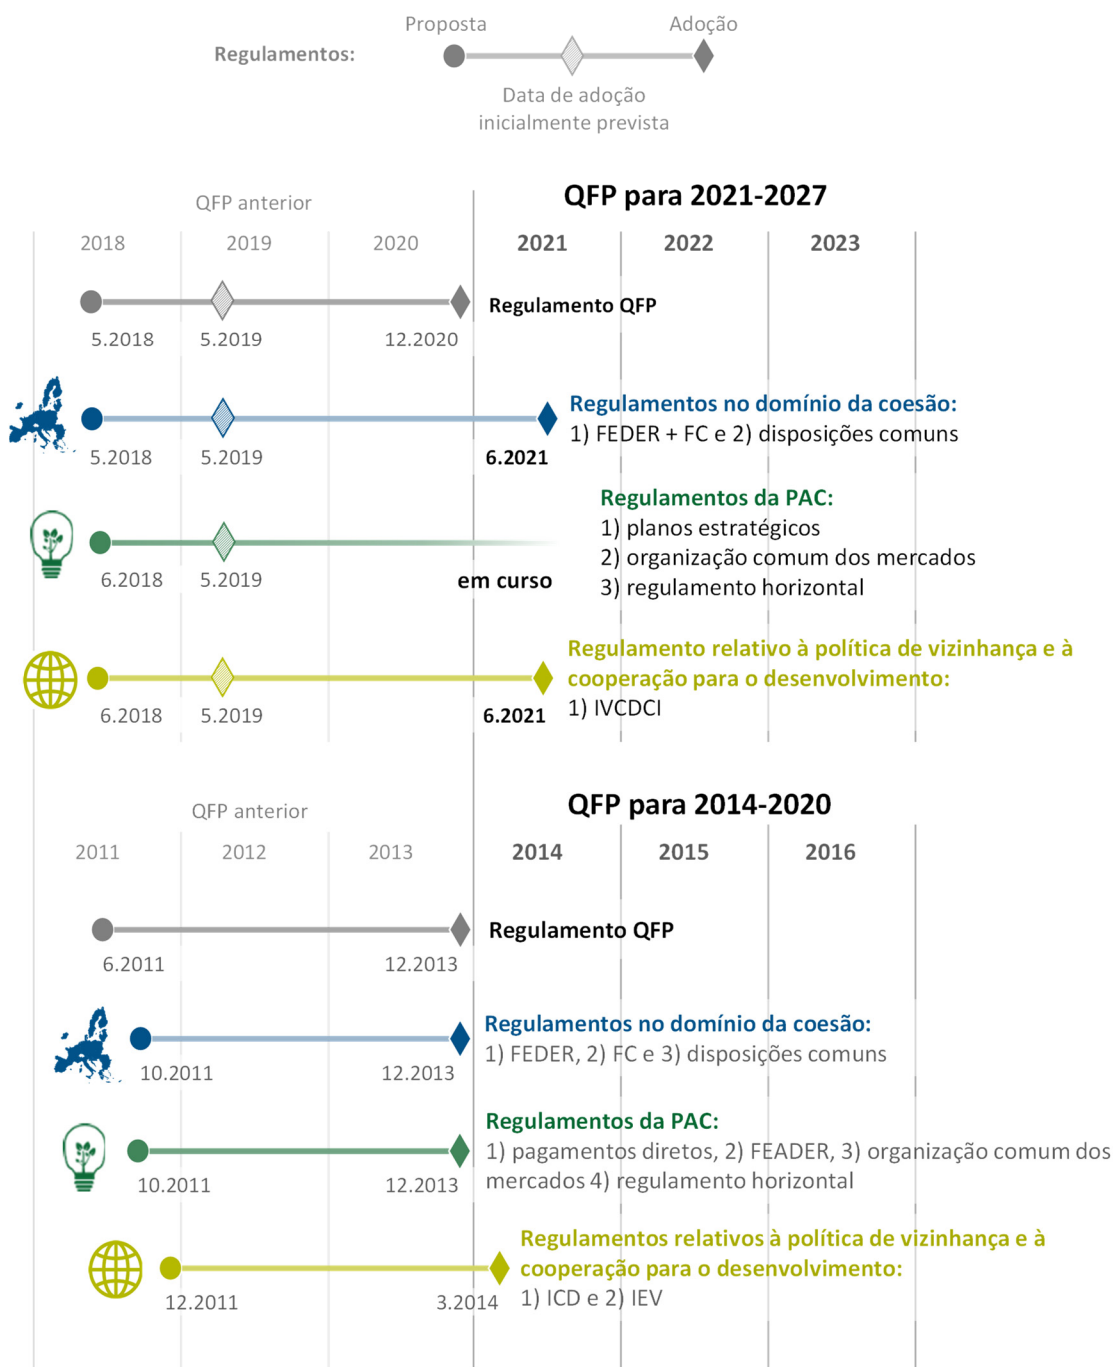 Proposta
Adoção
Regulamentos:
Data de adoção
inicialmente prevista
QFP anterior
QFP para 2021-2027
2018
2019
2020
2021
2022
2023
Regulamento QFP
5.2018
5.2019
12.2020
Regulamentos no domínio da coesão:
1) FEDER + FC e 2) disposições comuns
5.2018
5.2019
6.2021
Regulamentos da PAC:
1) planos estratégicos
2) organização comum dos mercados
3) regulamento horizontal
6.2018
5.2019
em curso
Regulamento relativo à política de vizinhança e à
cooperação para o desenvolvimento:
1) IVCDCI
6.2018
5.2019
6.2021
QFP anterior
QFP para 2014-2020
2011
2012
2013
2014
2015
2016
Regulamento QFP
6.2011
12.2013
Regulamentos no domínio da coesão:
1) FEDER, 2) FC e 3) disposições comuns
10.2011
12.2013
Regulamentos da PAC:
1) pagamentos diretos, 2) FEADER, 3) organização comum dos
mercados 4) regulamento horizontal
10.2011
12.2013
Regulamentos relativos à política de vizinhança e à
cooperação para o desenvolvimento:
1) ICD e 2) IEV
12.2011
3.2014